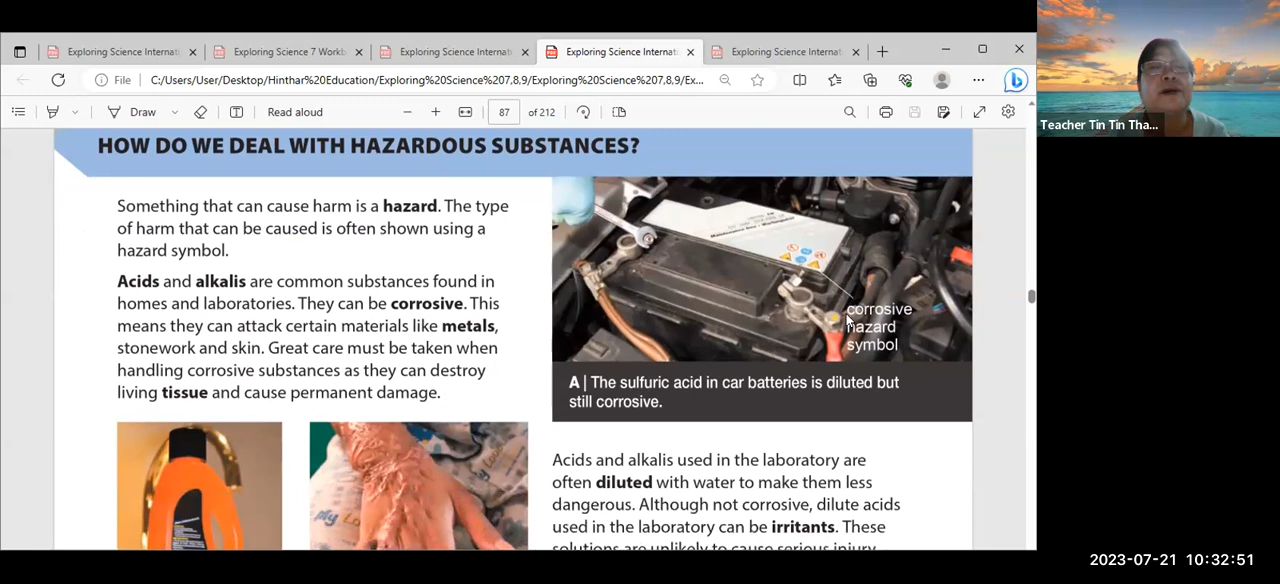 Exploring Science Internati
Exploring Science 7 Workb
Exploring Science Internati
Exploring Science Internati
Exploring Science Internati
File
C:/Users/User/Desktop/Hinthar%20Education/Exploring%20Science%207,8,9/Exploring%20Science%207,8,9/Ex...
Draw
Read aloud
87
of 212
Teacher Tin Tin Tha...
HOW DO WE DEAL WITH HAZARDOUS SUBSTANCES?
Something that can cause harm is a hazard. The type
of harm that can be caused is often shown using a
hazard symbol.
Acids and alkalis are common substances found in
homes and laboratories. They can be corrosive. This
means they can attack certain materials like metals,
stonework and skin. Great care must be taken when
handling corrosive substances as they can destroy
living tissue and cause permanent damage.
corrosive
hazard
symbol
A | The sulfuric acid in car batteries is diluted but
still corrosive.
Acids and alkalis used in the laboratory are
often diluted with water to make them less
dangerous. Although not corrosive, dilute acids
used in the laboratory can be irritants. These
solutions are unlikely to cause serious injury
2023-07-21 10:32:51